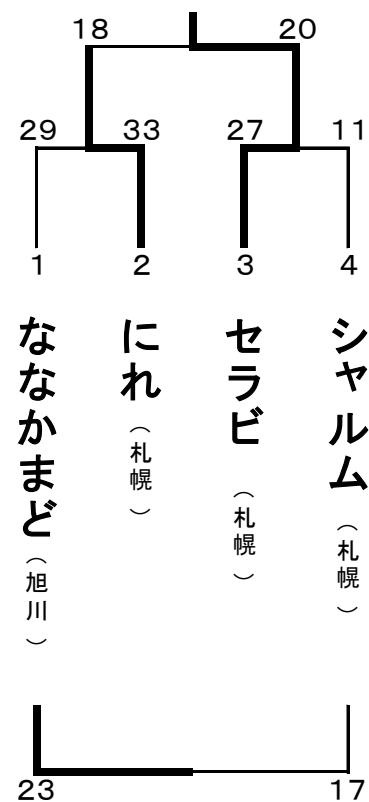 18 20
29 33 27 11
1 2 3 4
ななかまど（旭川）
にれ（札幌）
セラビ（札幌）
シャルム（札幌）
23 17